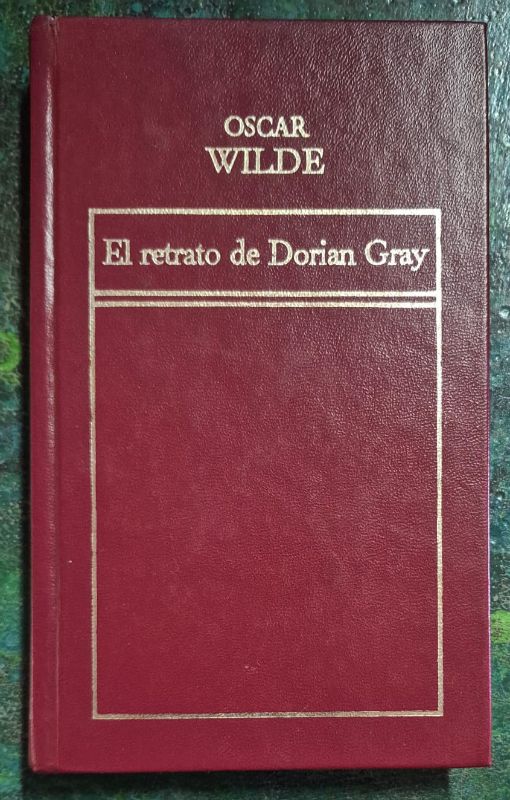 OSCAR
WILDE
El retrato de Dorian Gray